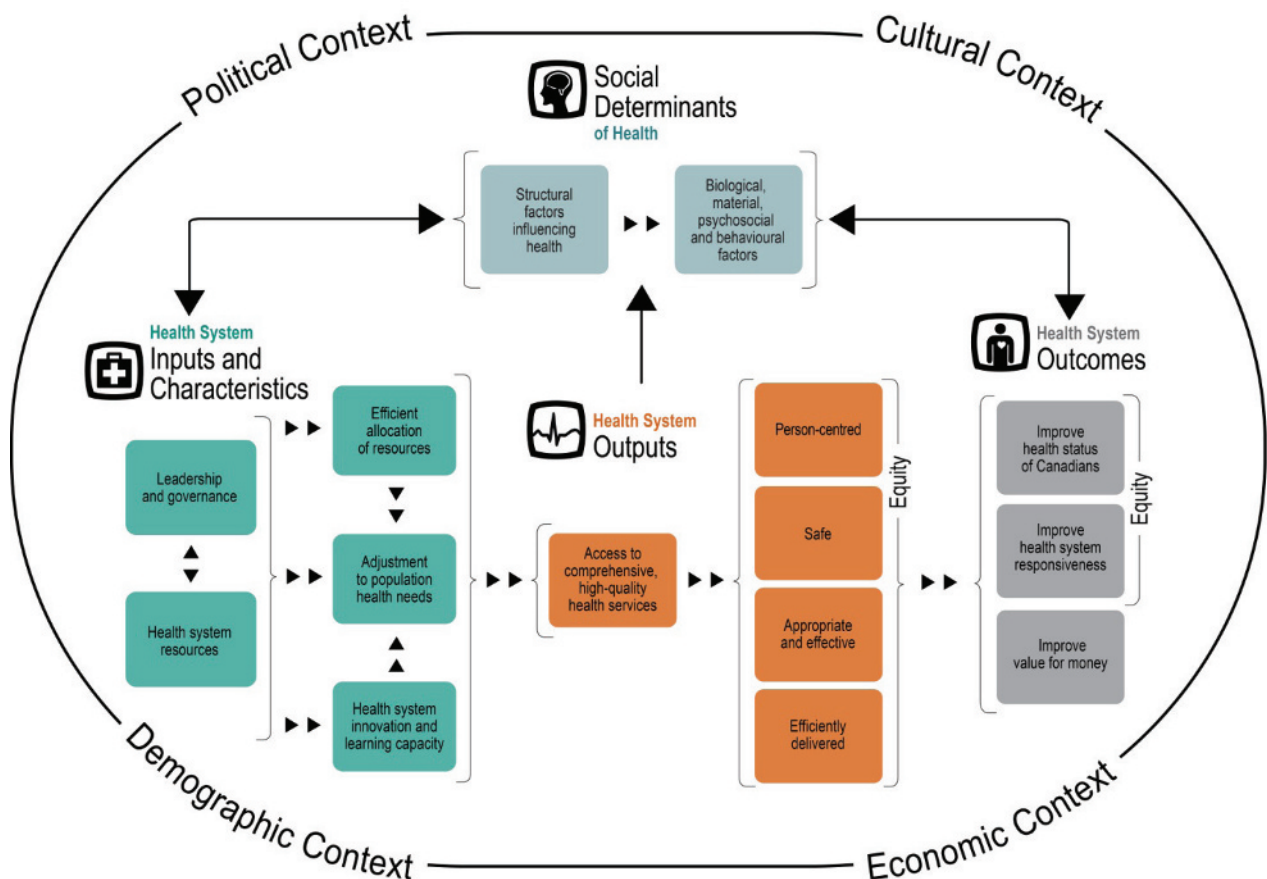 Political Context
Cultural Context
Social
Determinants
of Health
Structural
factors
influencing
health
Biological,
material,
psychosocial
and behavioural
factors
Health System
Inputs and
Characteristics
Leadership
and governance
Health system
resources
Efficient
allocation
of resources
Adjustment
to population
health needs
Health system
innovation and
learning capacity
Health System
Outputs
Access to
comprehensive,
high-quality
health services
Person-centred
Safe
Appropriate
and effective
Efficiently
delivered
Equity
Health System
Outcomes
Improve
health status
of Canadians
Improve
health system
responsiveness
Improve
value for money
Equity
Demographic Context
Economic Context